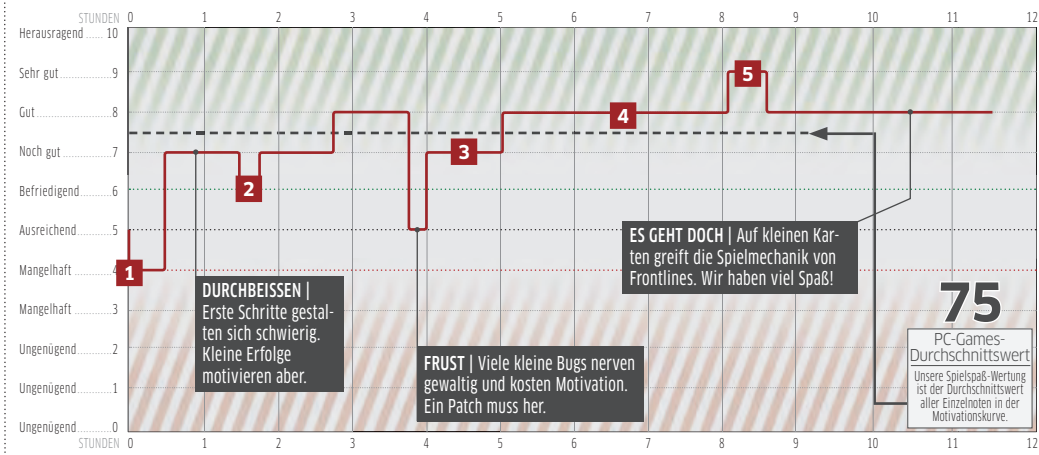 STUNDEN 0 1 2 3 4 5 6 7 8 9 10 11 12
Herausragend ...... 10
Sehr gut .............. 9
Gut ..................... 8
Noch gut ............. 7
Befriedigend ....... 6
Ausreichend ........ 5
Mangelhaft .......... 4
Mangelhaft .......... 3
Ungenügend ......... 2
Ungenügend ......... 1
Ungenügend ......... 0
STUNDEN 0 1 2 3 4 5 6 7 8 9 10 11 12
1
2
3
4
5
DURCHBEISSEN |
Erste Schritte gestal-
ten sich schwierig.
Kleine Erfolge
motivieren aber.
FRUST | Viele kleine Bugs nerven
gewaltig und kosten Motivation.
Ein Patch muss her.
ES GEHT DOCH | Auf kleinen Kar-
ten greift die Spielmechanik von
Frontlines. Wir haben viel Spaß!
75
PC-Games-
Durchschnittswert
Unsere Spielspaß-Wertung
ist der Durchschnittswert
aller Einzelnoten in der
Motivationskurve.